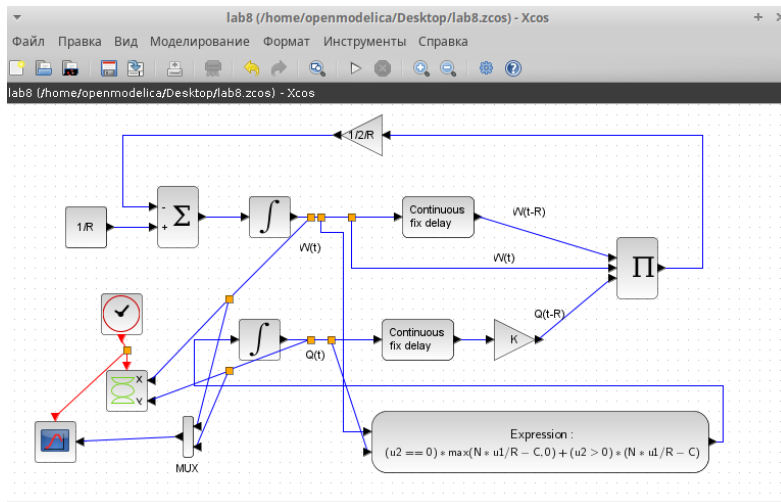 lab8 (/home/openmodelica/Desktop/lab8.zcos) - Xcos
Файл Правка Вид Моделирование Формат Инструменты Справка
lab8 (/home/openmodelica/Desktop/lab8.zcos) - Xcos
1/2/R
1/R
-
+
Σ
∫
W(t)
Continuous
fix delay
W(t-R)
W(t)
Π
Q(t-R)
∫
Q(t)
Continuous
fix delay
K
X
Y
MUX
Expression :
(u2 == 0) * max(N * u1/R − C, 0) + (u2 > 0) * (N * u1/R − C)